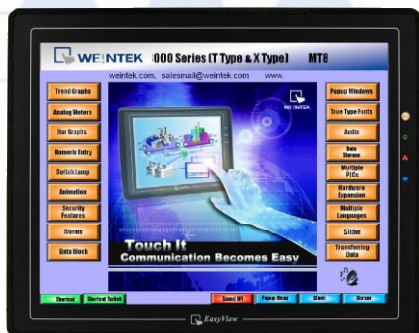 WEINTEK 8000 Series (T Type & X Type) MT8
weintek.com, salesmail@weintek.com www.
Trend Graphs
Analog Meters
Bar Graphs
Numeric Entry
Switch Lamp
Animation
Security
Features
Alarms
Data Block
WEINTEK
Touch It
Communication Becomes Easy
Popup Windows
True Type Fonts
Audio
Data
Multiple
PLCs
Hardware
Expansion
Multiple
Languages
Slider
Transferring
Data
Shortcut
Shortcut Switch
Sound ON
Popup Menu
Cursor
EasyView